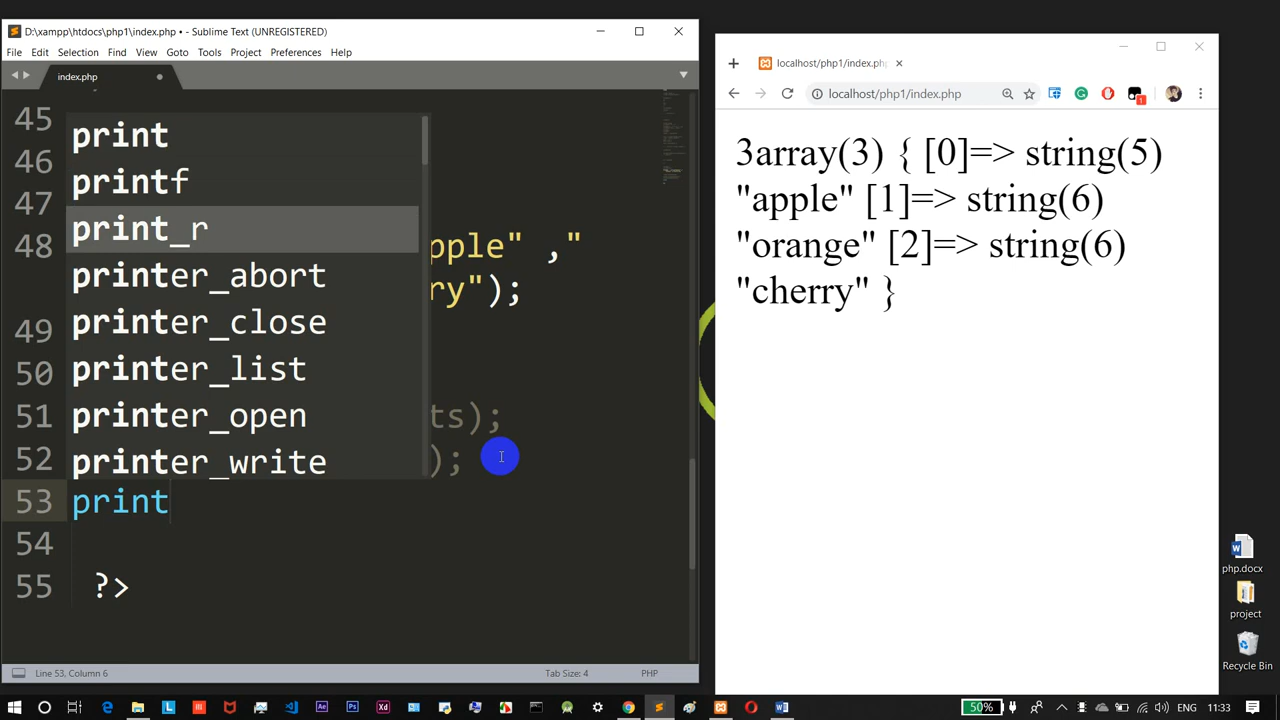 D:\xampp\htdocs\php1\index.php • - Sublime Text (UNREGISTERED)
File Edit Selection Find View Goto Tools Project Preferences Help
index.php
45
46
47
48 pple" ,"
ry");
49
50
51 ts);
52 );
53 print
54
55 ?>
print
printf
print_r
printer_abort
printer_close
printer_list
printer_open
printer_write
Line 53, Column 6
Tab Size: 4
PHP
localhost/php1/index.php
localhost/php1/index.php
1
3array(3) { [0]=> string(5)
"apple" [1]=> string(6)
"orange" [2]=> string(6)
"cherry" }
php.docx
project
Recycle Bin
50%
ENG 11:33